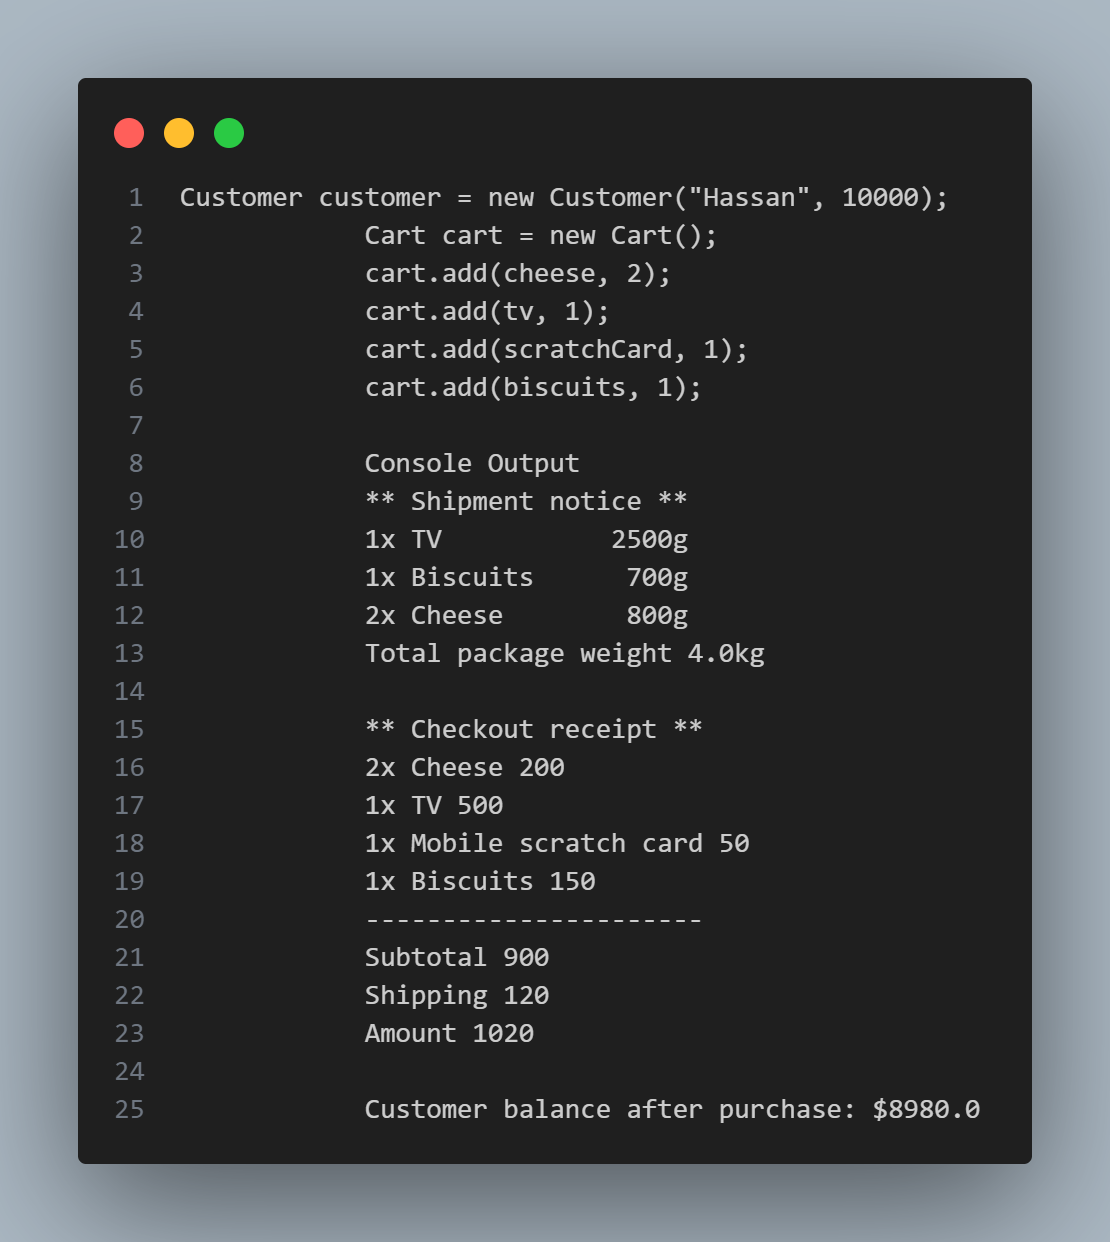 1 Customer customer = new Customer("Hassan", 10000);
2 Cart cart = new Cart();
3 cart.add(cheese, 2);
4 cart.add(tv, 1);
5 cart.add(scratchCard, 1);
6 cart.add(biscuits, 1);
7
8 Console Output
9 ** Shipment notice **
10 1x TV           2500g
11 1x Biscuits      700g
12 2x Cheese        800g
13 Total package weight 4.0kg
14
15 ** Checkout receipt **
16 2x Cheese 200
17 1x TV 500
18 1x Mobile scratch card 50
19 1x Biscuits 150
20 ----------------------
21 Subtotal 900
22 Shipping 120
23 Amount 1020
24
25 Customer balance after purchase: $8980.0